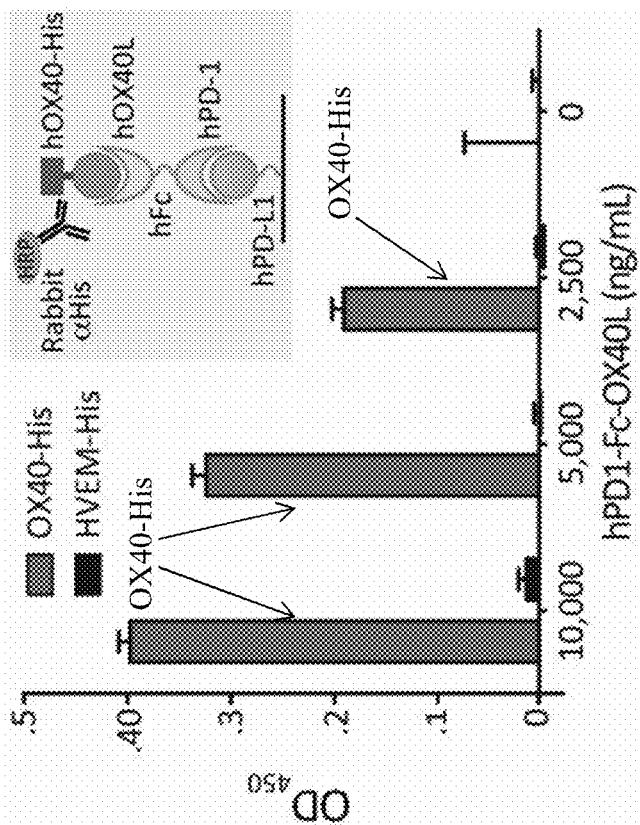 OX40-His
HVEM-His
HRP
Rabbit
αHis
hOX40-His
hOX40L
hFc
hPD-1
hPD-L1
OX40-His
OX40-His
OD450
.5
.40
.3
.2
.1
0
10,000
5,000
2,500
0
hPD1-Fc-OX40L (ng/mL)